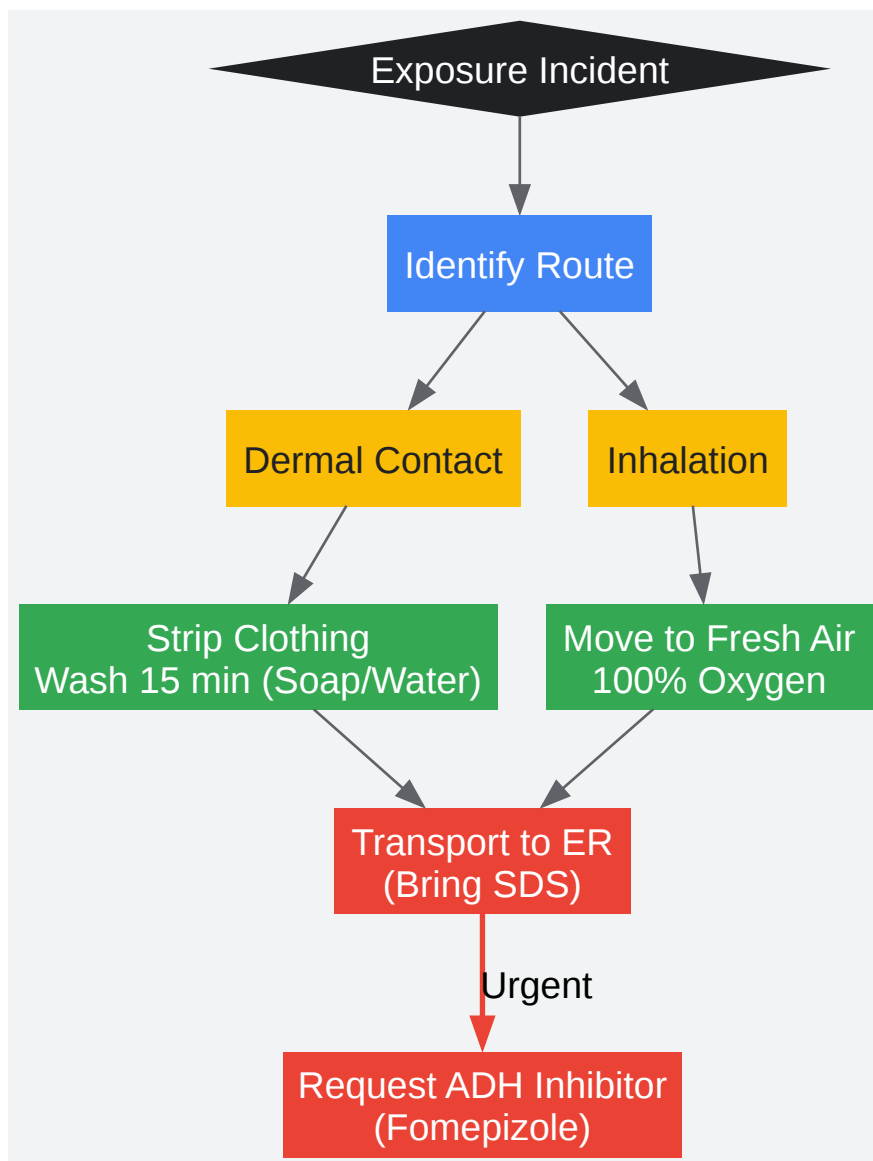 Exposure Incident
Identify Route
Dermal Contact
Inhalation
Strip Clothing
Wash 15 min (Soap/Water)
Move to Fresh Air
100% Oxygen
Transport to ER
(Bring SDS)
Urgent
Request ADH Inhibitor
(Fomepizole)